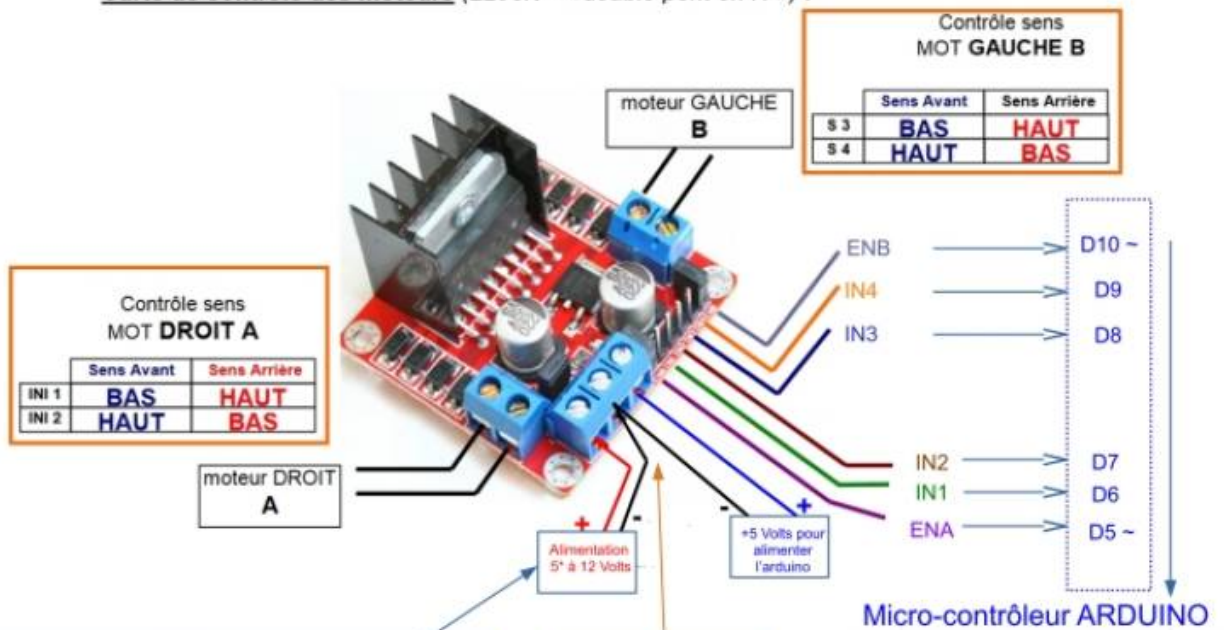 Contrôle sens
MOT GAUCHE B
Sens Avant Sens Arrière
S 3 BAS HAUT
S 4 HAUT BAS
moteur GAUCHE
B
ENB D10 ~
IN4 D9
IN3 D8
Contrôle sens
MOT DROIT A
Sens Avant Sens Arrière
INI 1 BAS HAUT
INI 2 HAUT BAS
IN2 D7
IN1 D6
ENA D5 ~
moteur DROIT
A
+ -
Alimentation
5* à 12 Volts
- +
+5 Volts pour
alimenter
l'arduino
Micro-contrôleur ARDUINO